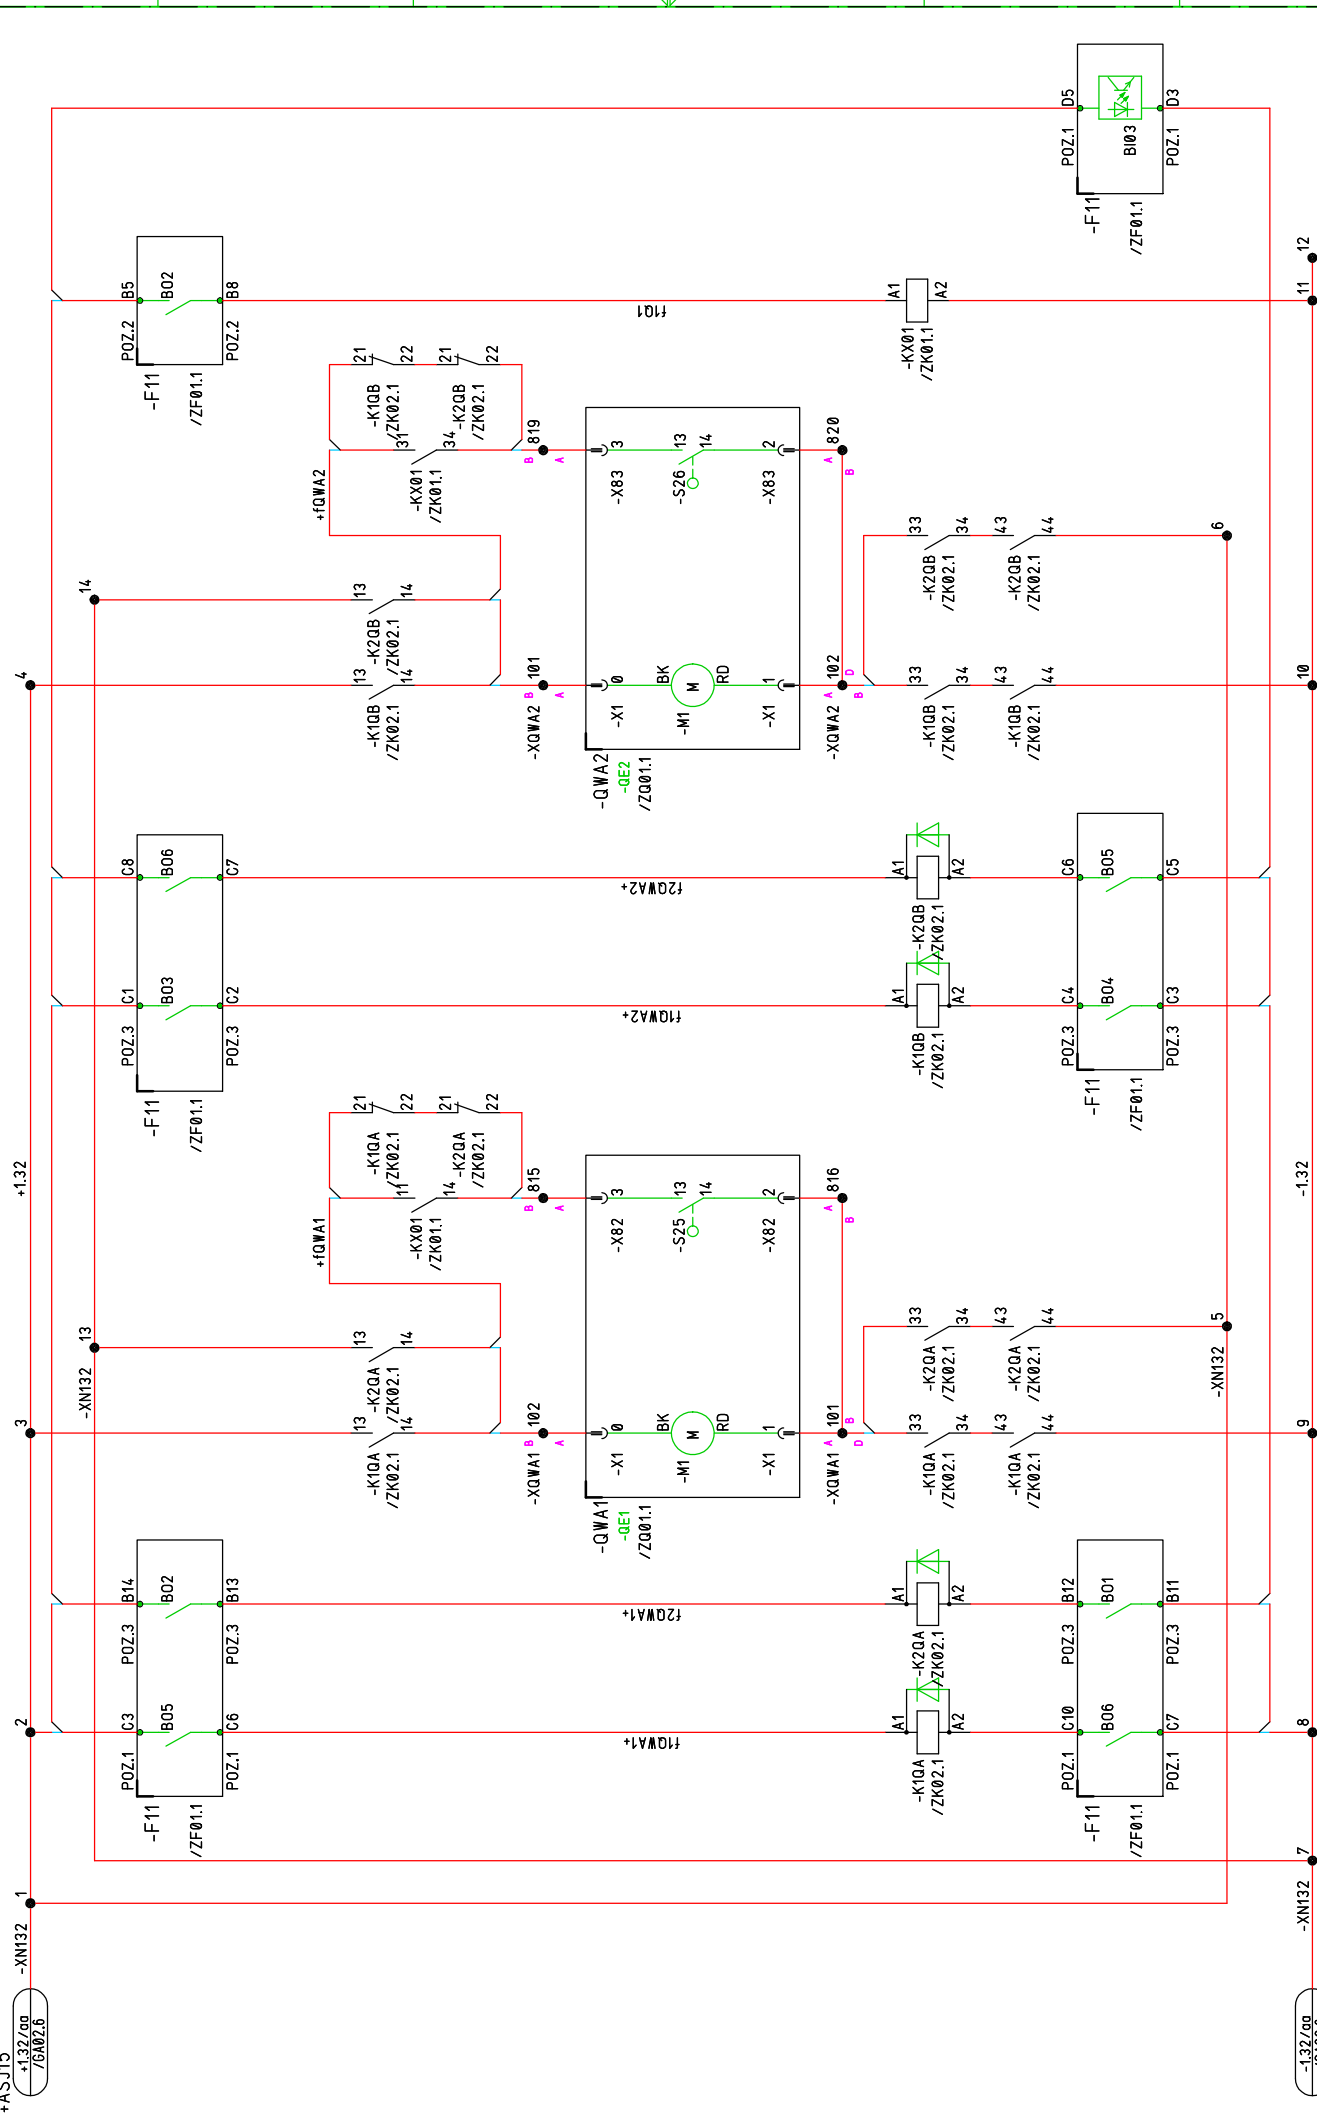 +ASJ15
+1.32/aa
/GA02.6
-XN132
1
2
3
+1.32
4
-XN132
13
14
-F11
/ZF01.1
POZ.1
C3
BO5
POZ.1
C6
POZ.3
B14
BO2
POZ.3
B13
-F11
/ZF01.1
POZ.3
C1
BO3
POZ.3
C2
C8
BO6
C7
-F11
/ZF01.1
POZ.2
B5
BO2
POZ.2
B8
-K1QA
/ZK02.1
13
14
-K2QA
/ZK02.1
13
14
+fQWA1
-KX01
/ZK01.1
11
14
-K1QA
/ZK02.1
21
22
-K2QA
/ZK02.1
21
22
-K1QB
/ZK02.1
13
14
-K2QB
/ZK02.1
13
14
+fQWA2
-KX01
/ZK01.1
31
34
-K1QB
/ZK02.1
21
22
-K2QB
/ZK02.1
21
22
-XQWA1
B
102
A
B
815
A
-XQWA2
B
101
A
B
819
A
-QWA1
-QE1
/ZQ01.1
-X1
0
-M1
M
BK
RD
-X1
1
-X82
3
-S25
13
14
-X82
2
-QWA2
-QE2
/ZQ01.1
-X1
0
-M1
M
BK
RD
-X1
1
-X83
3
-S26
13
14
-X83
2
f1QWA1+
f2QWA1+
f1QWA2+
f2QWA2+
f1Q1
-XQWA1
A
101
D
B
A
816
B
-XQWA2
A
102
B
D
A
820
B
-K1QA
/ZK02.1
A1
A2
-K2QA
/ZK02.1
A1
A2
-K1QA
/ZK02.1
33
34
-K1QA
/ZK02.1
43
44
-K2QA
/ZK02.1
33
34
-K2QA
/ZK02.1
43
44
-K1QB
/ZK02.1
A1
A2
-K2QB
/ZK02.1
A1
A2
-K1QB
/ZK02.1
33
34
-K1QB
/ZK02.1
43
44
-K2QB
/ZK02.1
33
34
-K2QB
/ZK02.1
43
44
-KX01
/ZK01.1
A1
A2
-F11
/ZF01.1
POZ.1
C10
BO6
POZ.1
C7
POZ.3
B12
BO1
POZ.3
B11
-F11
/ZF01.1
POZ.3
C4
BO4
POZ.3
C3
C6
BO5
C5
-F11
/ZF01.1
POZ.1
D5
BI03
POZ.1
D3
-XN132
5
6
-1.32/aa
-XN132
7
8
9
-1.32
10
11
12